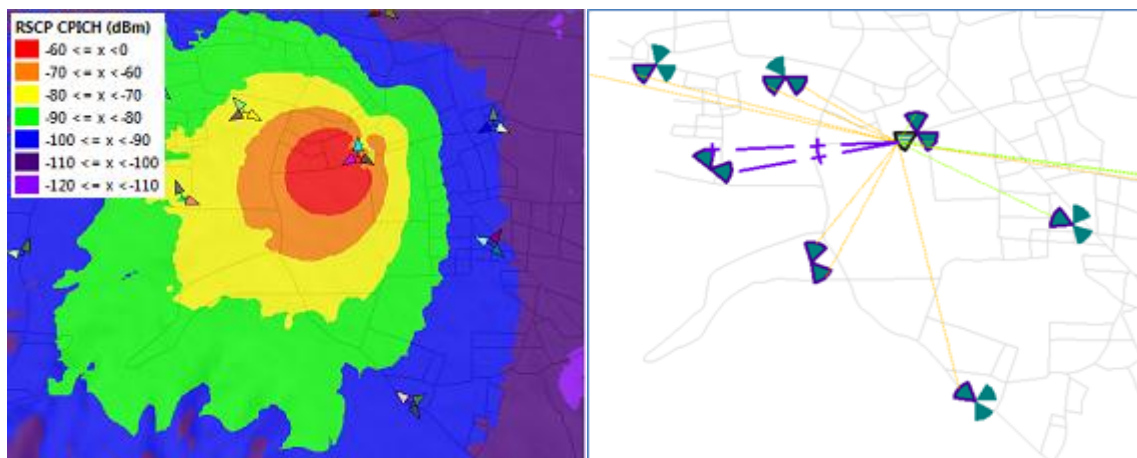 RSCP CPICH (dBm)
-60 <= x <0
-70 <= x <-60
-80 <= x <-70
-90 <= x <-80
-100 <= x <-90
-110 <= x <-100
-120 <= x <-110